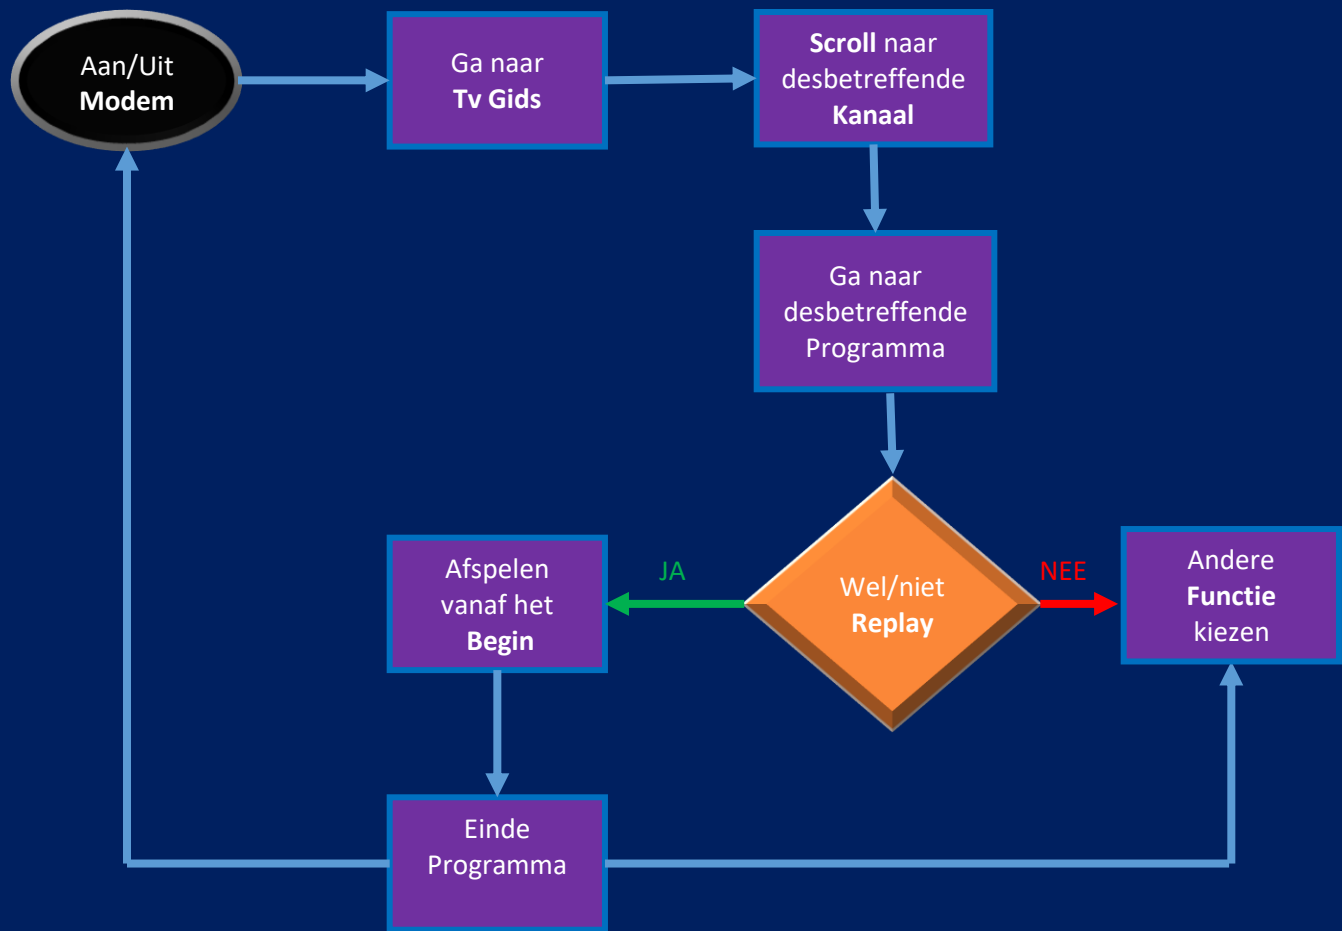 Aan/Uit
Modem
Ga naar
Tv Gids
Scroll naar
desbetreffende
Kanaal
Ga naar
desbetreffende
Programma
Wel/niet
Replay
JA
NEE
Afspelen
vanaf het
Begin
Andere
Functie
kiezen
Einde
Programma